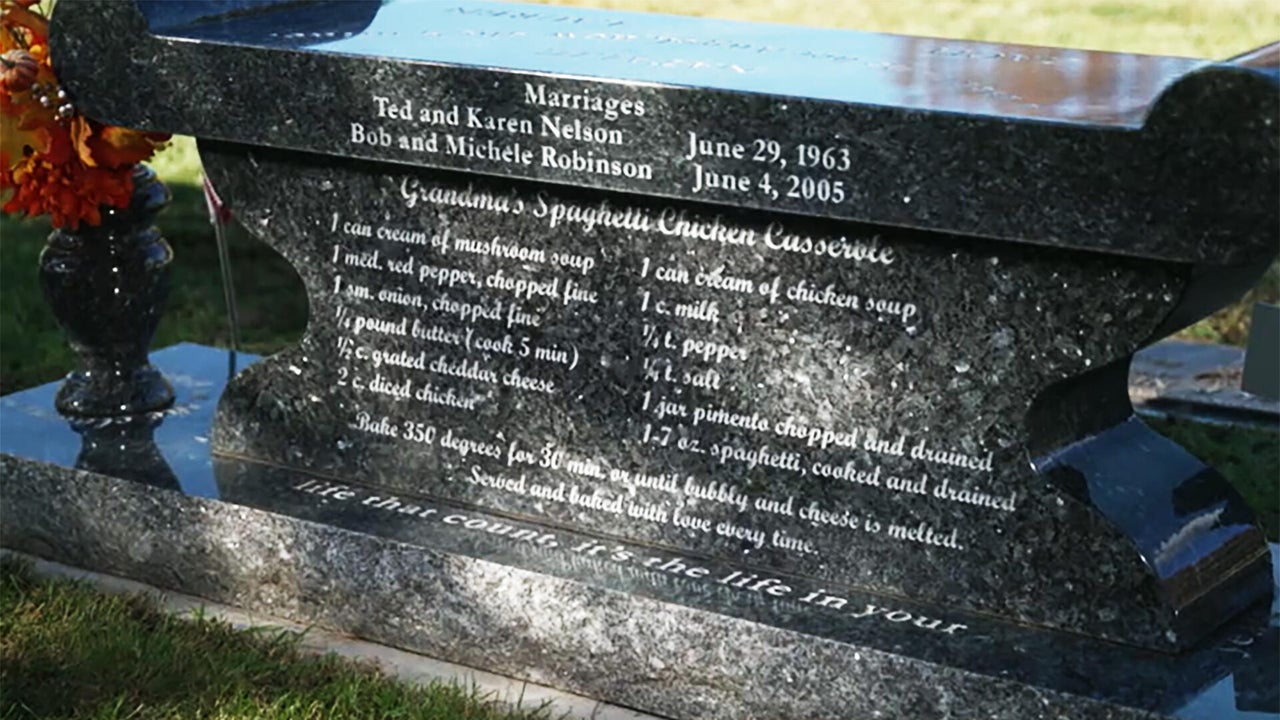 Marriages
Ted and Karen Nelson June 29, 1963
Bob and Michele Robinson June 4, 2005
Grandma's Spaghetti Chicken Casserole
1 can cream of mushroom soup
1 med. red pepper, chopped fine
1 sm. onion, chopped fine
¼ pound butter (cook 5 min)
½ c. grated cheddar cheese
2 c. diced chicken
1 can cream of chicken soup
1 c. milk
¼ t. pepper
¼ t. salt
1 jar pimento chopped and drained
1-7 oz. spaghetti, cooked and drained
Bake 350 degrees for 30 min. or until bubbly and cheese is melted.
Served and baked with love every time.
life that count, it's the life in your